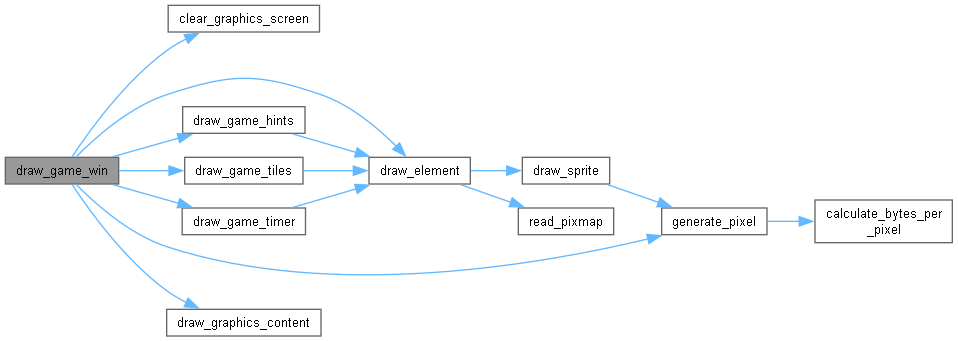 clear_graphics_screen
draw_game_hints
draw_game_win
draw_game_tiles
draw_element
draw_sprite
draw_game_timer
read_pixmap
generate_pixel
calculate_bytes_per
_pixel
draw_graphics_content